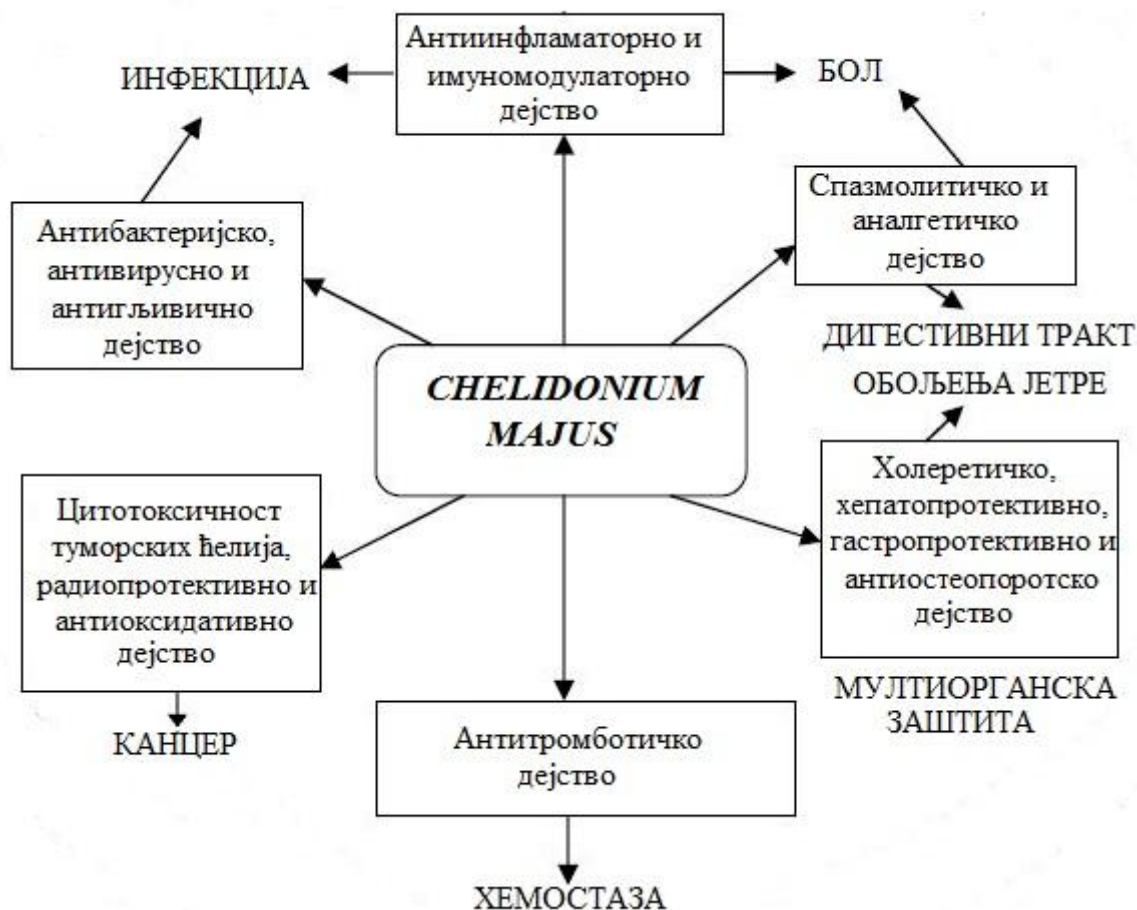 Антиинфламаторно и
имуномодулаторно
дејство
ИНФЕКЦИЈА
БОЛ
Спазмолитичко и
аналгетичко
дејство
Антибактеријско,
антивирусно и
антигљивично
дејство
ДИГЕСТИВНИ ТРАКТ
ОБОЉЕЊА ЈЕТРЕ
CHELIDONIUM
MAJUS
Холеретичко,
хепатопротективно,
гастропротективно и
антиостеопоротско
дејство
Цитотоксичност
туморских ћелија,
радиопротективно и
антиоксидативно
дејство
МУЛТИОРГАНСКА
ЗАШТИТА
КАНЦЕР
Антитромботичко
дејство
ХЕМОСТАЗА